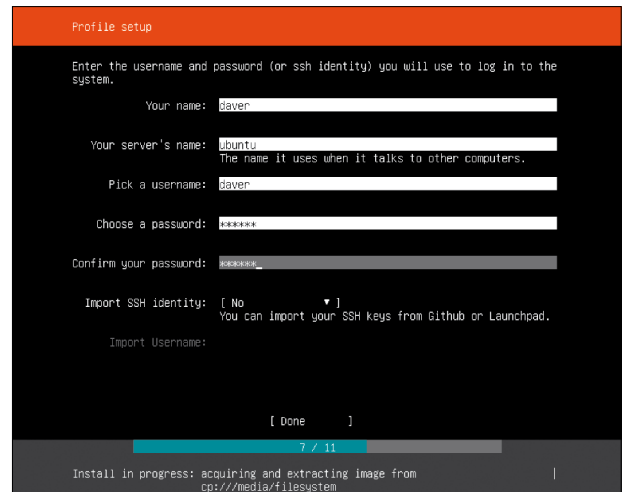 Profile setup
Enter the username and password (or ssh identity) you will use to log in to the
system.
Your name: daver
Your server's name: ubuntu
The name it uses when it talks to other computers.
Pick a username: daver
Choose a password: ******
Confirm your password: ******_
Import SSH identity: [ No ▼ ]
You can import your SSH keys from Github or Launchpad.
Import Username:
[ Done ]
7 / 11
Install in progress: acquiring and extracting image from |
cp:///media/filesystem